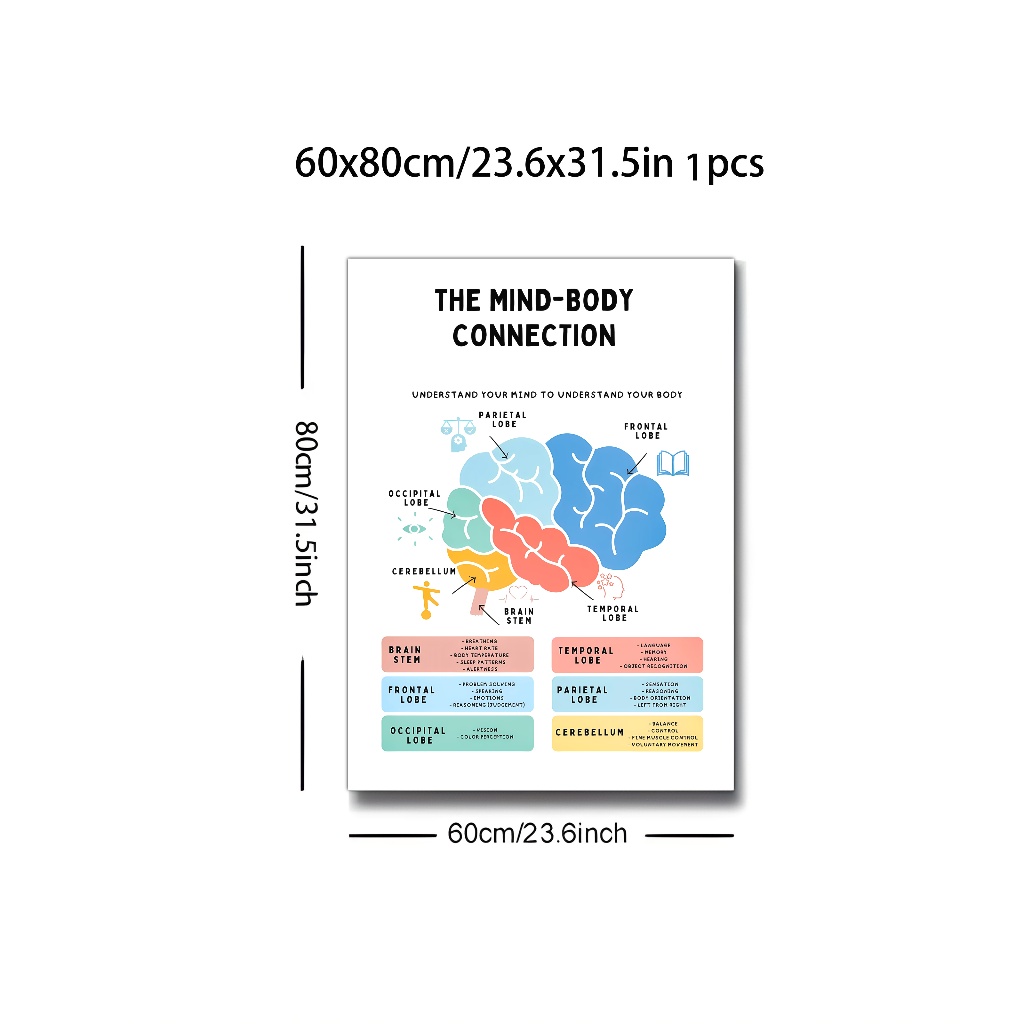 60x80cm/23.6x31.5in 1pcs
80cm/31.5inch
THE MIND-BODY
CONNECTION
UNDERSTAND YOUR MIND TO UNDERSTAND YOUR BODY
PARIETAL
LOBE
FRONTAL
LOBE
OCCIPITAL
LOBE
CEREBELLUM
BRAIN
STEM
TEMPORAL
LOBE
BRAIN
STEM
- BREATHING
- HEART RATE
- BODY TEMPERATURE
- SLEEP PATTERNS
- ALERTNESS
TEMPORAL
LOBE
- LANGUAGE
- MEMORY
- HEARING
- OBJECT RECOGNITION
FRONTAL
LOBE
- PROBLEM SOLVING
- SPEAKING
- EMOTIONS
- REASONING (JUDGEMENT)
PARIETAL
LOBE
- SENSATION
- REASONING
- BODY ORIENTATION
- LEFT FROM RIGHT
OCCIPITAL
LOBE
- VISION
- COLOR PERCEPTION
CEREBELLUM
- BALANCE
- CONTROL
- FINE MUSCLE CONTROL
VOLUNTARY MOVEMENT
60cm/23.6inch